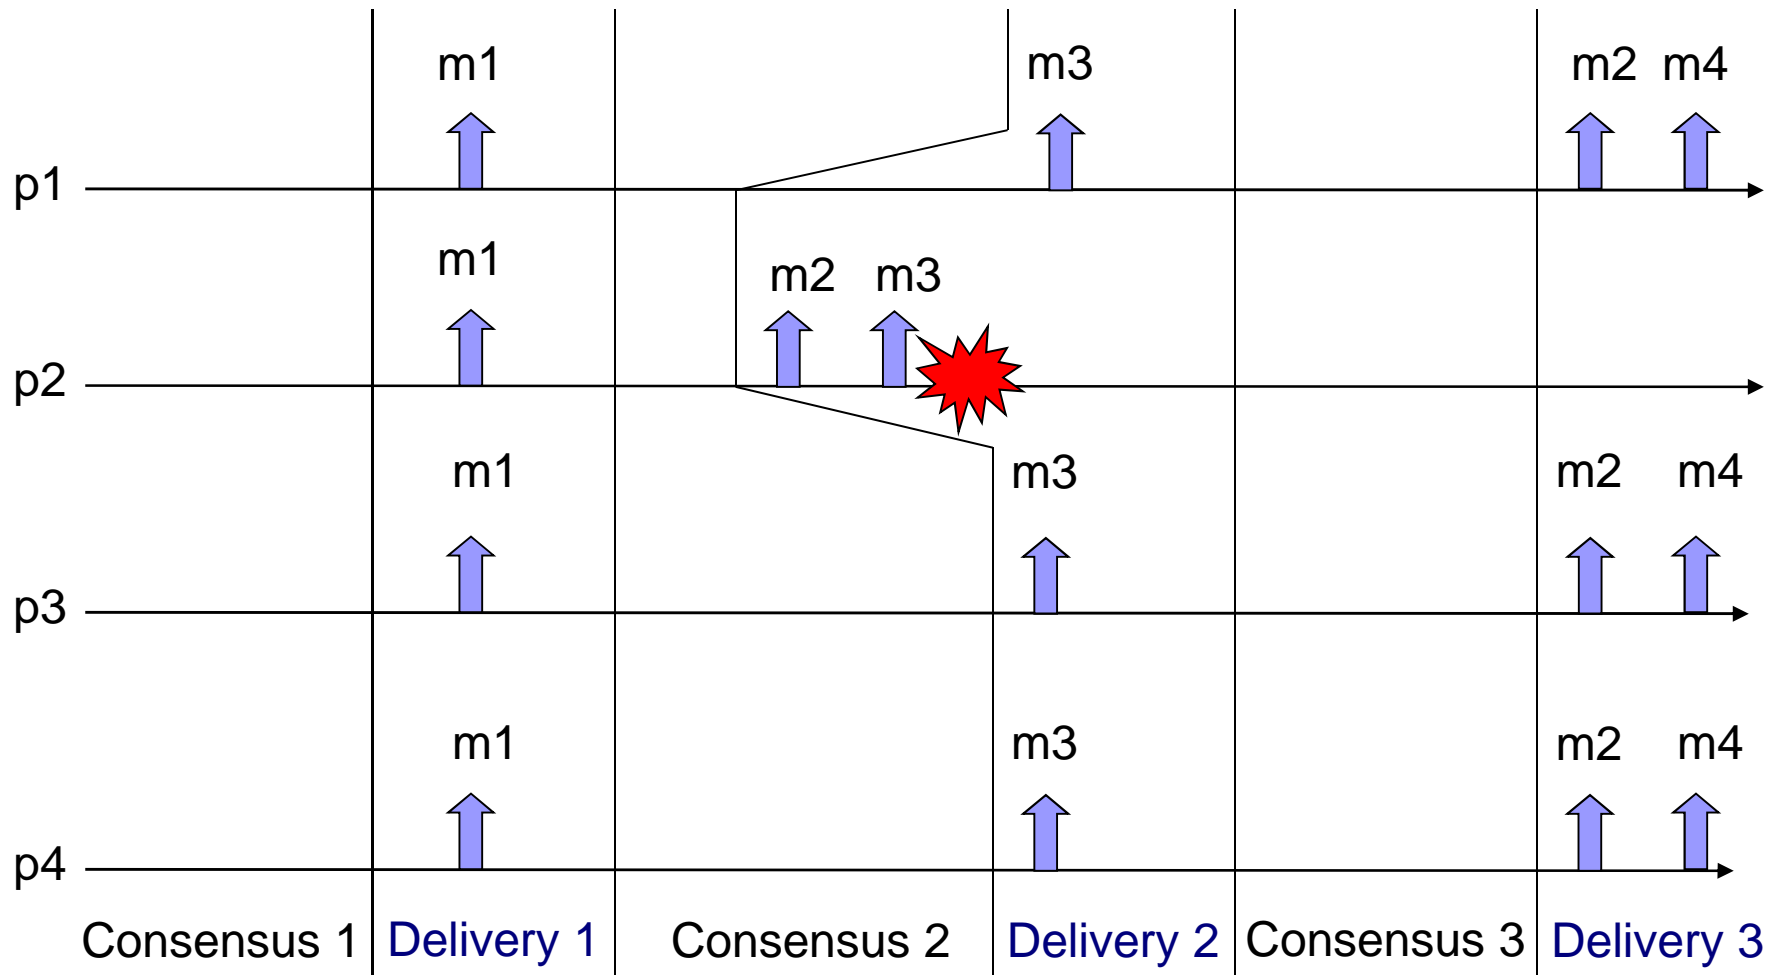 m1 m3 m2 m4
p1
m1 m2 m3
p2
m1 m3 m2 m4
p3
m1 m3 m2 m4
p4
Consensus 1 Delivery 1 Consensus 2 Delivery 2 Consensus 3 Delivery 3